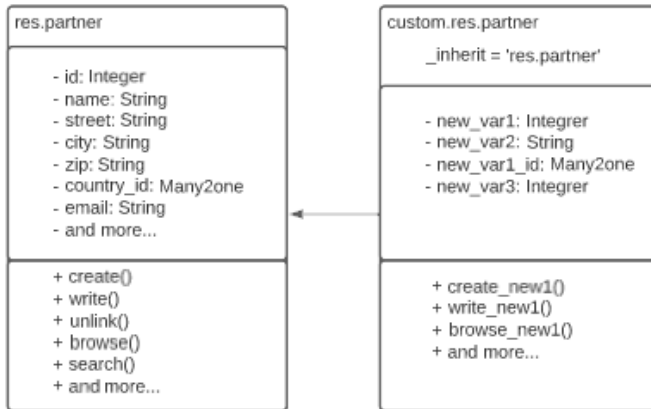 res.partner
- id: Integer
- name: String
- street: String
- city: String
- zip: String
- country_id: Many2one
- email: String
- and more...
+ create()
+ write()
+ unlink()
+ browse()
+ search()
+ and more...
custom.res.partner
_inherit = 'res.partner'
- new_var1: Integrer
- new_var2: String
- new_var1_id: Many2one
- new_var3: Integrer
+ create_new1()
+ write_new1()
+ browse_new1()
+ and more...